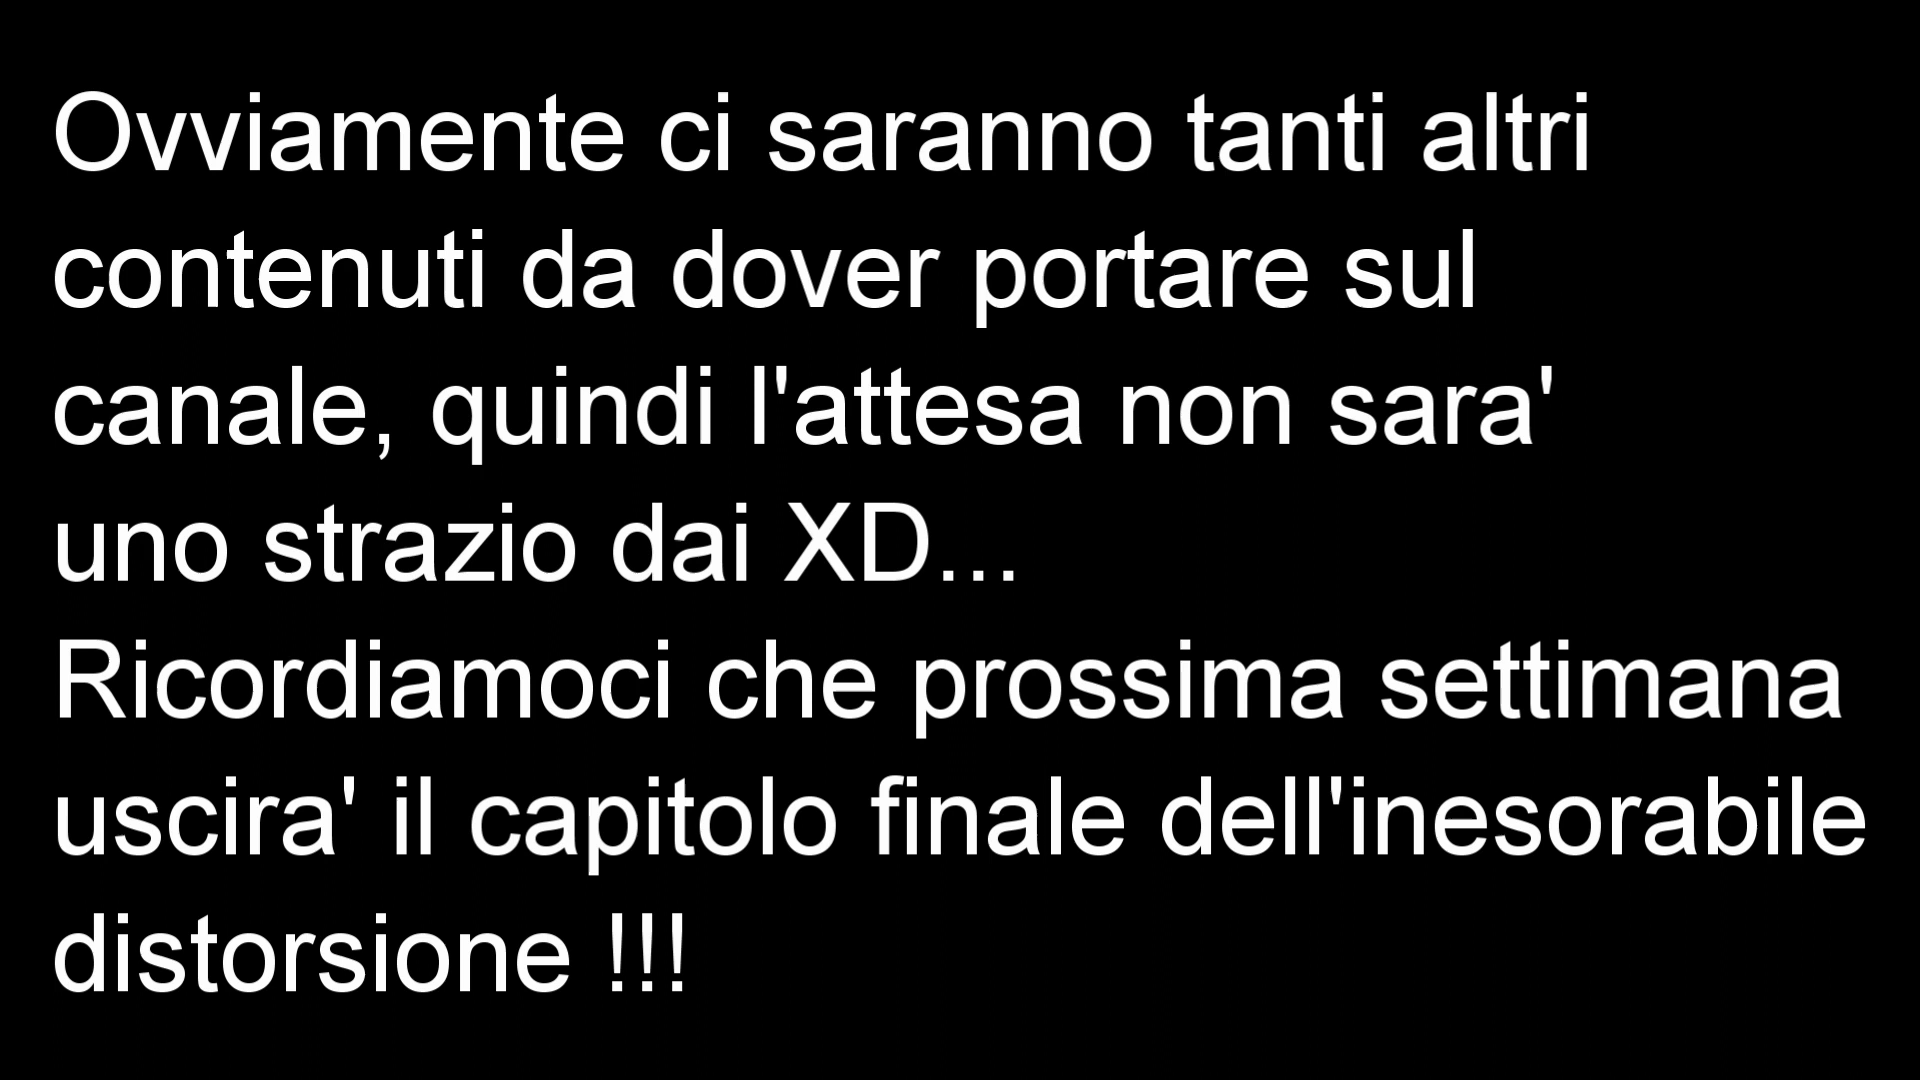 Ovviamente ci saranno tanti altri
contenuti da dover portare sul
canale, quindi l'attesa non sara'
uno strazio dai XD...
Ricordiamoci che prossima settimana
uscira' il capitolo finale dell'inesorabile
distorsione !!!